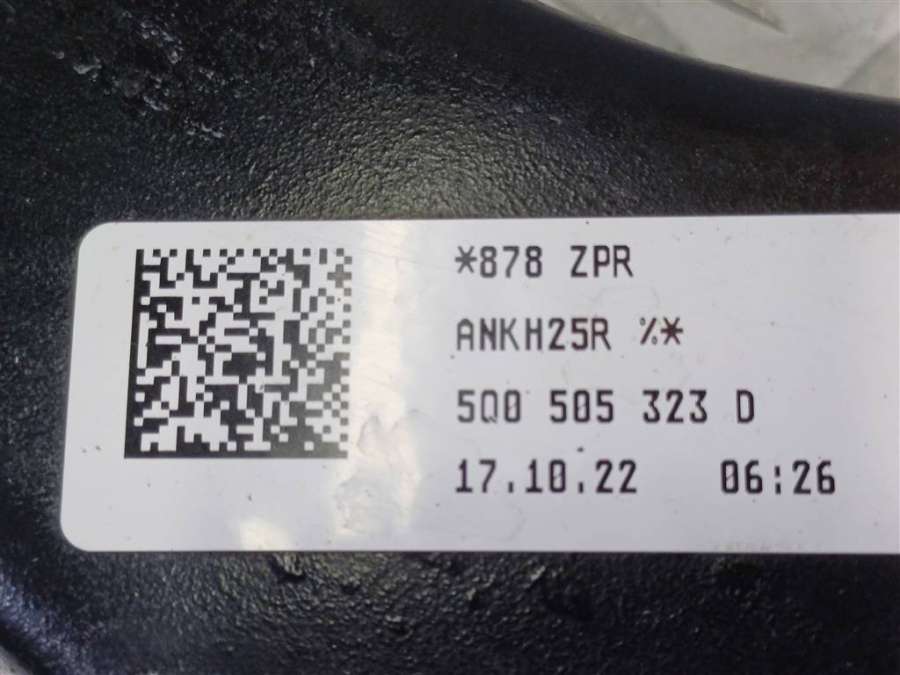 *878 ZPR
ANKH25R %*
5Q0 505 323 D
17.10.22 06:26